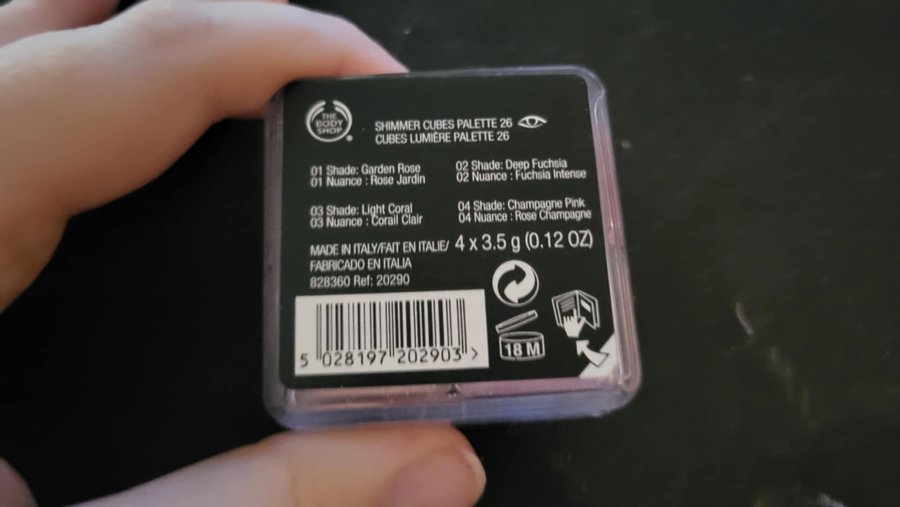 THE
BODY
SHOP®
SHIMMER CUBES PALETTE 26
CUBES LUMIÈRE PALETTE 26
01 Shade: Garden Rose
01 Nuance : Rose Jardin
02 Shade: Deep Fuchsia
02 Nuance : Fuchsia Intense
03 Shade: Light Coral
03 Nuance : Corail Clair
04 Shade: Champagne Pink
04 Nuance : Rose Champagne
MADE IN ITALY/FAIT EN ITALIE/
FABRICADO EN ITALIA
828360 Ref: 20290
4 x 3.5 g (0.12 OZ)
5 028197 202903 >
18 M